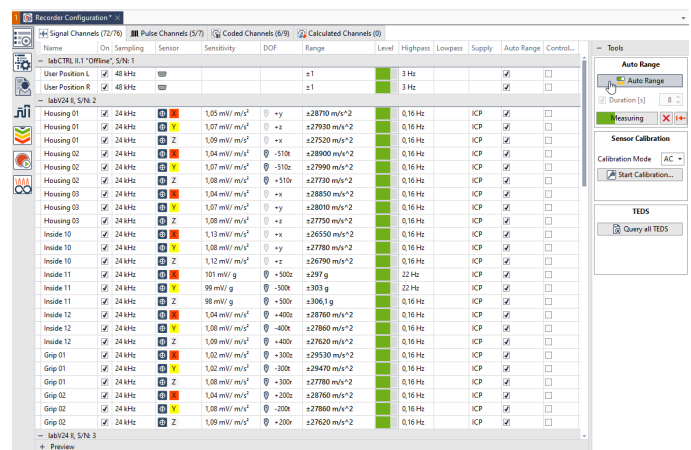 1 Recorder Configuration* ×
Signal Channels (72/76) Pulse Channels (5/7) Coded Channels (6/9) Calculated Channels (0)
Name On Sampling Sensor Sensitivity DOF Range Level Highpass Lowpass Supply Auto Range Control...
− labCTRL II.1 "Offline", S/N: 1
User Position L 48 kHz ±1 3 Hz
User Position R 48 kHz ±1 3 Hz
− labV24 II, S/N: 2
Housing 01 24 kHz X 1,05 mV/ m/s² +y ±28710 m/s^2 0,16 Hz ICP
Housing 01 24 kHz Y 1,07 mV/ m/s² +z ±27930 m/s^2 0,16 Hz ICP
Housing 01 24 kHz Z 1,09 mV/ m/s² +x ±27520 m/s^2 0,16 Hz ICP
Housing 02 24 kHz X 1,04 mV/ m/s² -510t ±28900 m/s^2 0,16 Hz ICP
Housing 02 24 kHz Y 1,07 mV/ m/s² -510z ±27990 m/s^2 0,16 Hz ICP
Housing 02 24 kHz Z 1,08 mV/ m/s² +510r ±27730 m/s^2 0,16 Hz ICP
Housing 03 24 kHz X 1,04 mV/ m/s² +x ±28850 m/s^2 0,16 Hz ICP
Housing 03 24 kHz Y 1,07 mV/ m/s² +y ±28010 m/s^2 0,16 Hz ICP
Housing 03 24 kHz Z 1,08 mV/ m/s² +z ±27750 m/s^2 0,16 Hz ICP
Inside 10 24 kHz X 1,13 mV/ m/s² +x ±26550 m/s^2 0,16 Hz ICP
Inside 10 24 kHz Y 1,08 mV/ m/s² +y ±27780 m/s^2 0,16 Hz ICP
Inside 10 24 kHz Z 1,12 mV/ m/s² +z ±26790 m/s^2 0,16 Hz ICP
Inside 11 24 kHz X 101 mV/ g +500z ±297 g 22 Hz ICP
Inside 11 24 kHz Y 99 mV/ g -500t ±303 g 22 Hz ICP
Inside 11 24 kHz Z 98 mV/ g +500r ±306,1 g 0,16 Hz ICP
Inside 12 24 kHz X 1,04 mV/ m/s² +400z ±28760 m/s^2 0,16 Hz ICP
Inside 12 24 kHz Y 1,08 mV/ m/s² -400t ±27860 m/s^2 0,16 Hz ICP
Inside 12 24 kHz Z 1,09 mV/ m/s² +400r ±27620 m/s^2 0,16 Hz ICP
Grip 01 24 kHz X 1,02 mV/ m/s² +300z ±29530 m/s^2 0,16 Hz ICP
Grip 01 24 kHz Y 1,02 mV/ m/s² -300t ±29470 m/s^2 0,16 Hz ICP
Grip 01 24 kHz Z 1,08 mV/ m/s² +300r ±27780 m/s^2 0,16 Hz ICP
Grip 02 24 kHz X 1,04 mV/ m/s² +200z ±28760 m/s^2 0,16 Hz ICP
Grip 02 24 kHz Y 1,08 mV/ m/s² -200t ±27860 m/s^2 0,16 Hz ICP
Grip 02 24 kHz Z 1,09 mV/ m/s² +200r ±27620 m/s^2 0,16 Hz ICP
− labV24 II, S/N: 3
+ Preview
− Tools
Auto Range
Auto Range
Duration [s] 8
Measuring
Sensor Calibration
Calibration Mode AC
Start Calibration...
TEDS
Query all TEDS